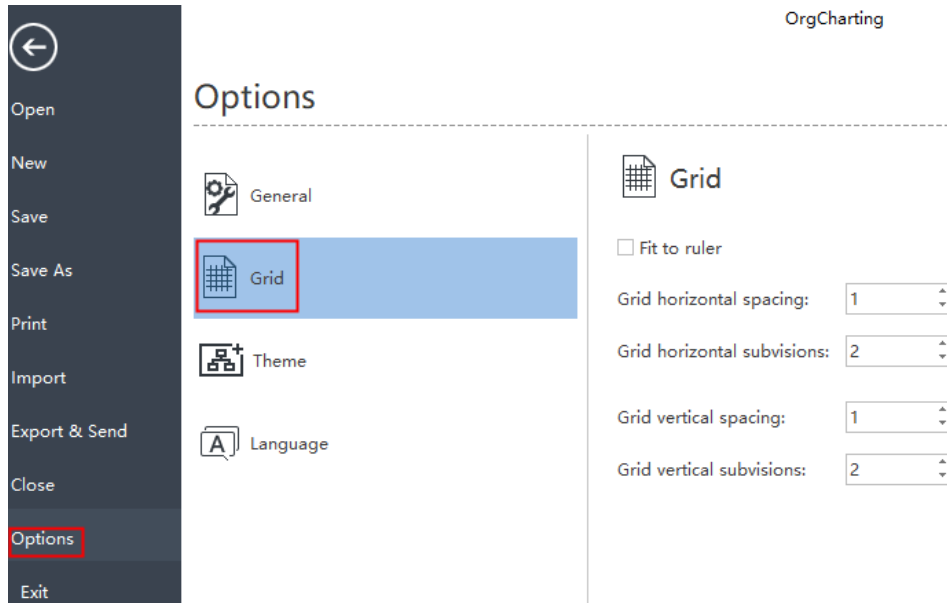 OrgCharting
Open
New
Save
Save As
Print
Import
Export & Send
Close
Options
Exit
Options
General
Grid
Theme
A Language
Grid
Fit to ruler
Grid horizontal spacing: 1
Grid horizontal subvisions: 2
Grid vertical spacing: 1
Grid vertical subvisions: 2